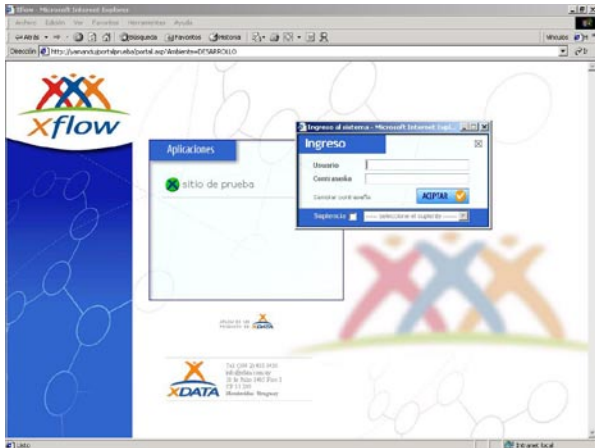 Xflow - Microsoft Internet Explorer
Archivo Edición Ver Favoritos Herramientas Ayuda
Atrás Búsqueda Favoritos Historial Vínculos
Dirección
xflow
Aplicaciones
sitio de prueba
Ingreso al sistema - Microsoft Internet Expl...
Ingreso
Usuario
Contraseña
Cambiar contraseña
ACEPTAR
Suplencia
---- seleccione el suplente ----
XDATA
XDATA
Montevideo Uruguay
Listo
Intranet local